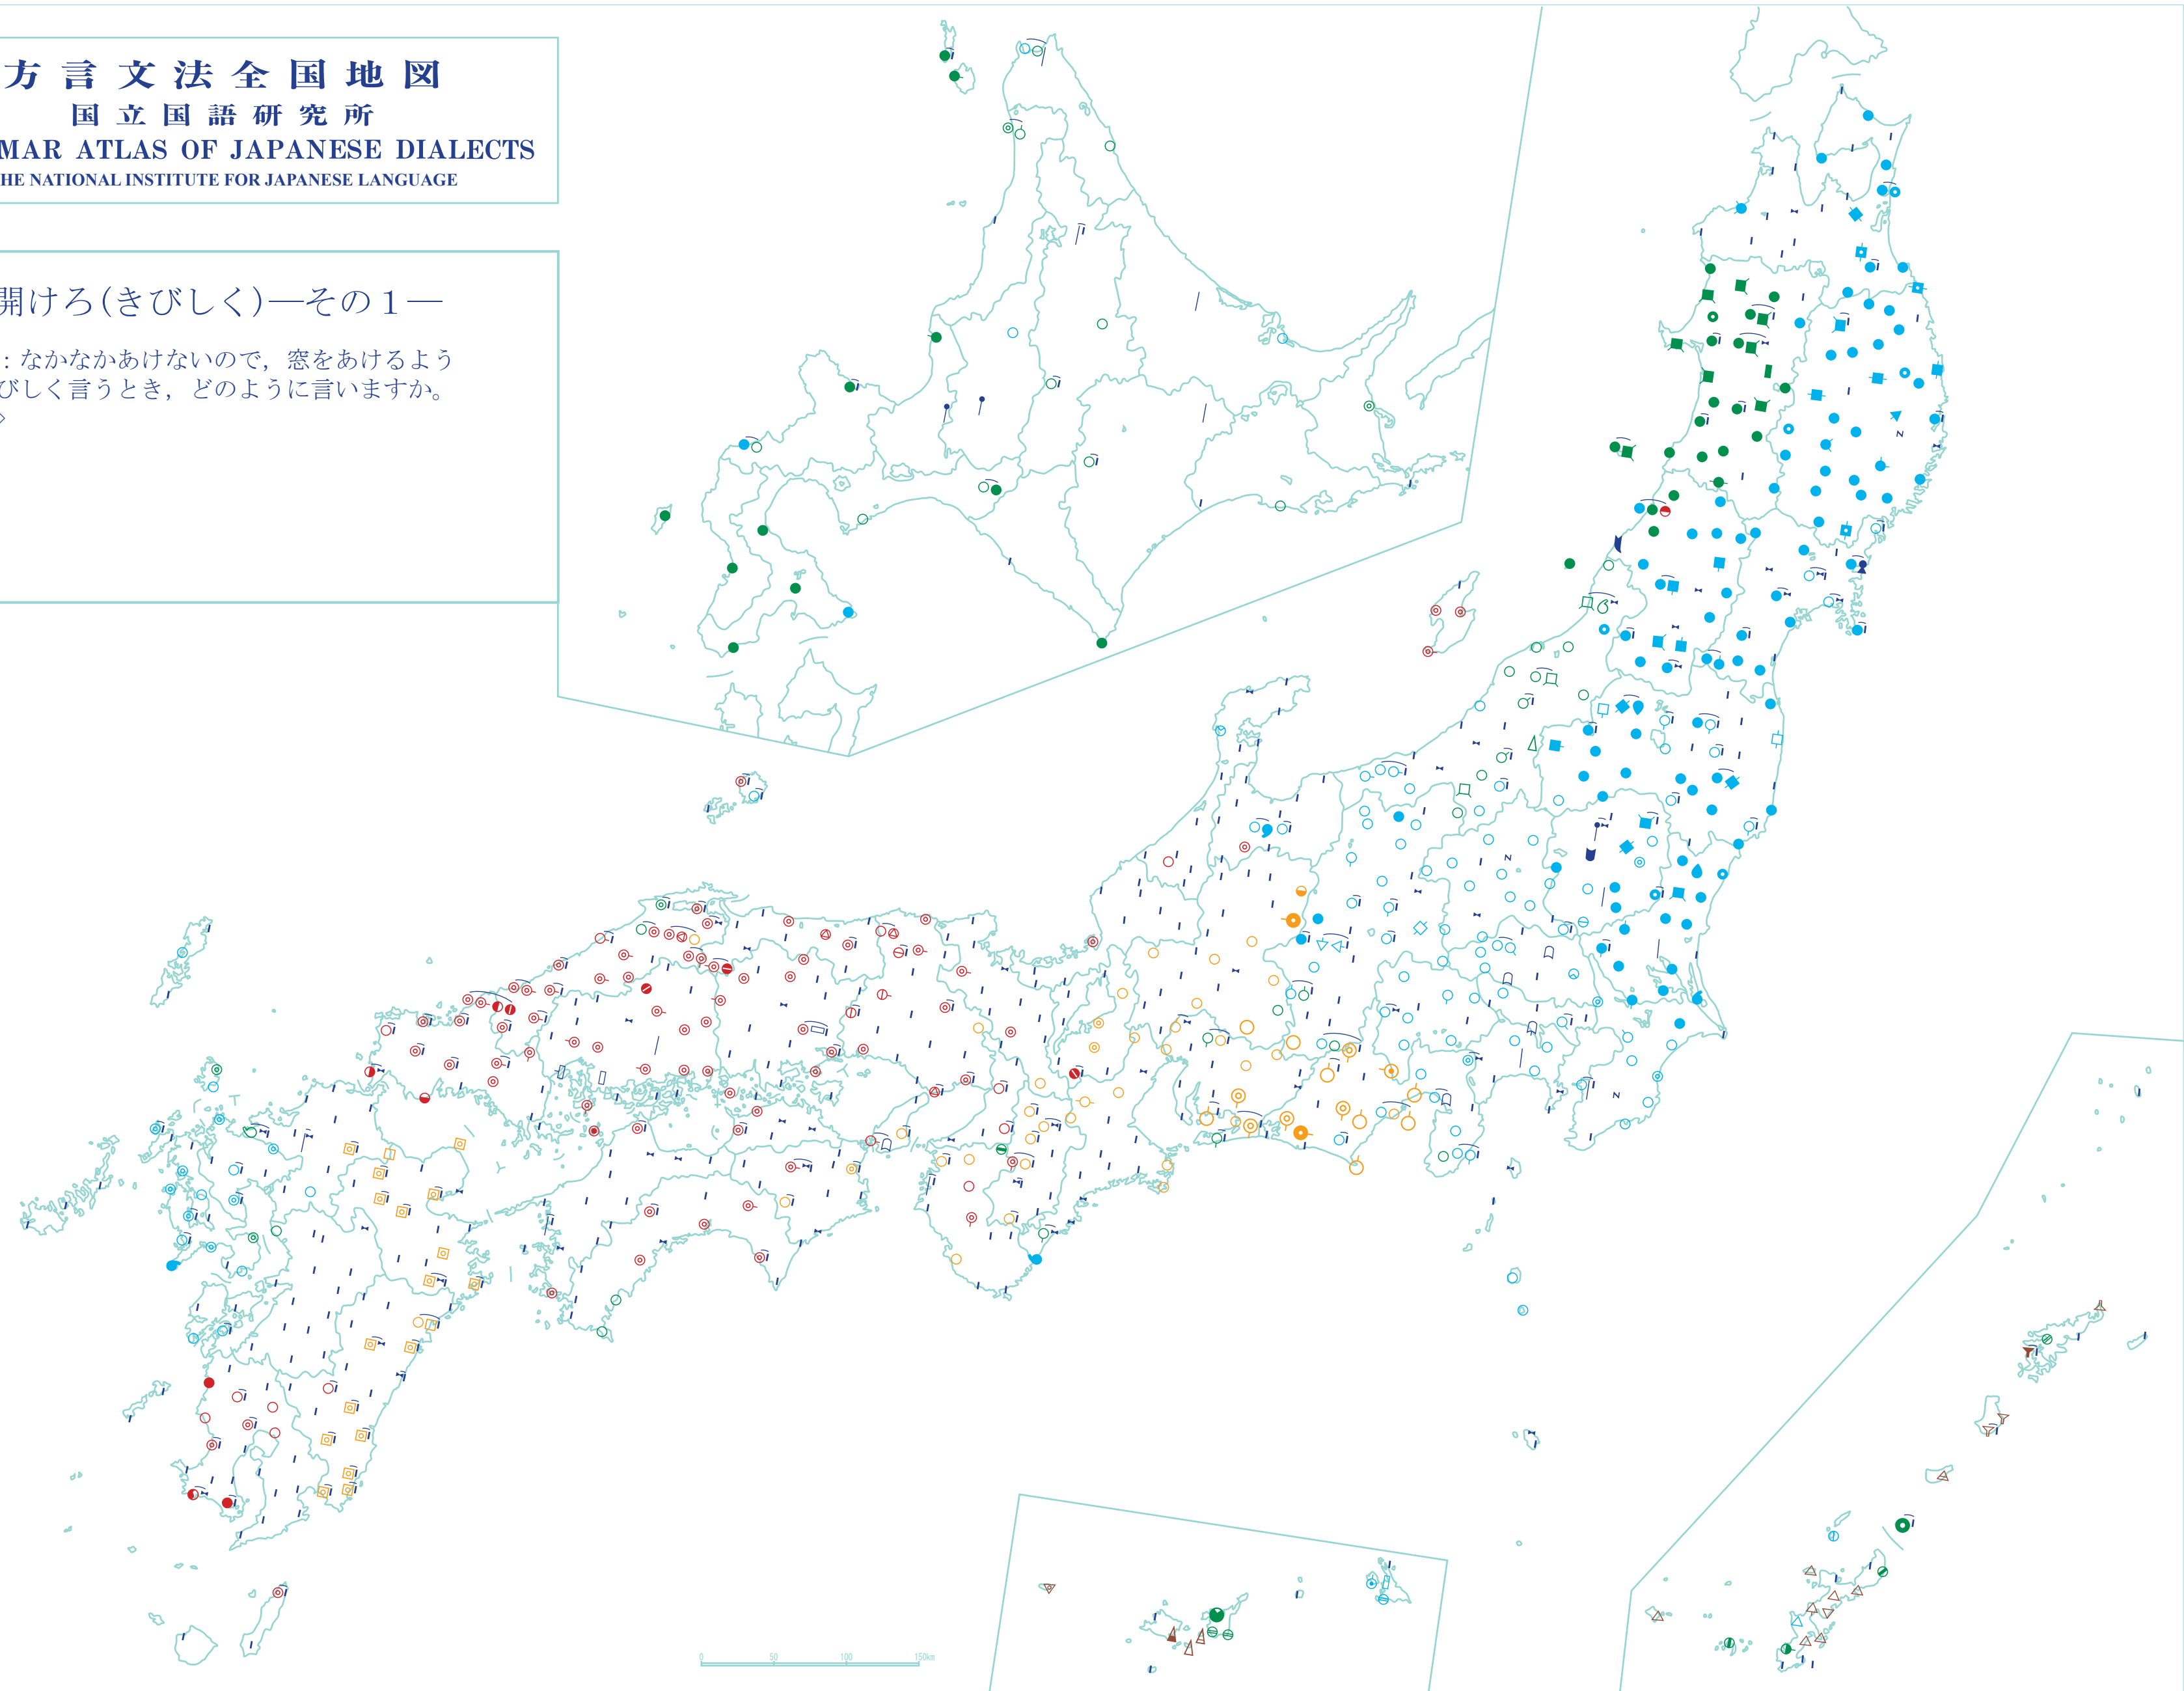 方言文法全国地図
国立国語研究所
MAR ATLAS OF JAPANESE DIALECTS
HE NATIONAL INSTITUTE FOR JAPANESE LANGUAGE
開けろ(きびしく)―その1―
：なかなかあけないので，窓をあけるよう
びしく言うとき，どのように言いますか。
0 50 100 150km